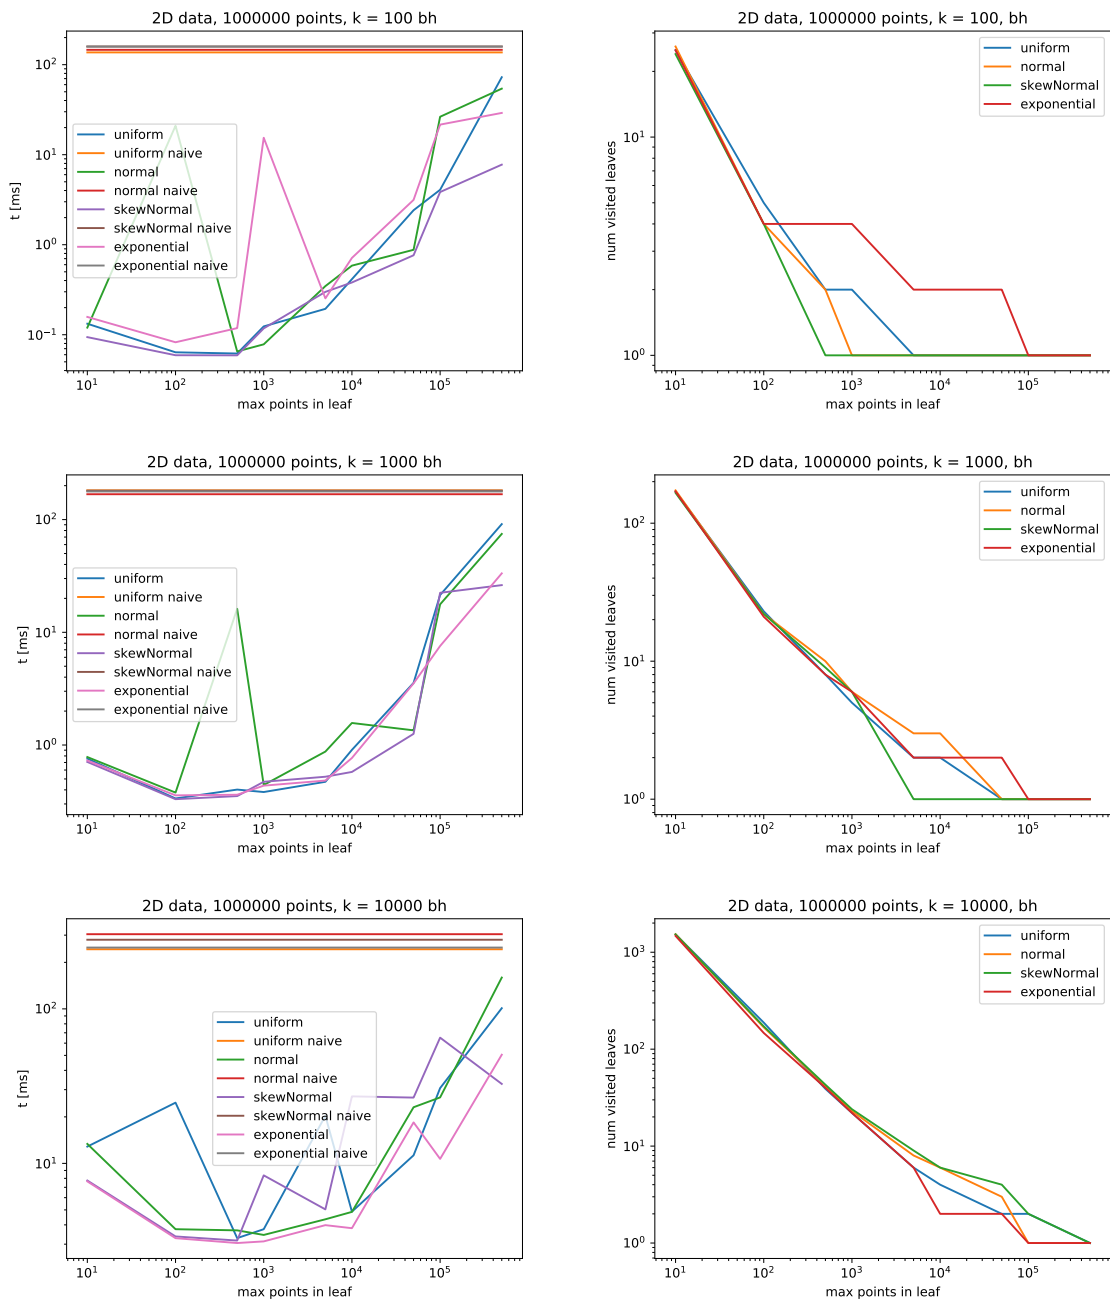 2D data, 1000000 points, k = 100 bh
t [ms]
10²
10¹
10⁰
10⁻¹
uniform
uniform naive
normal
normal naive
skewNormal
skewNormal naive
exponential
exponential naive
10¹ 10² 10³ 10⁴ 10⁵
max points in leaf
2D data, 1000000 points, k = 100, bh
num visited leaves
10¹
10⁰
uniform
normal
skewNormal
exponential
10¹ 10² 10³ 10⁴ 10⁵
max points in leaf
2D data, 1000000 points, k = 1000 bh
t [ms]
10²
10¹
10⁰
uniform
uniform naive
normal
normal naive
skewNormal
skewNormal naive
exponential
exponential naive
10¹ 10² 10³ 10⁴ 10⁵
max points in leaf
2D data, 1000000 points, k = 1000, bh
num visited leaves
10²
10¹
10⁰
uniform
normal
skewNormal
exponential
10¹ 10² 10³ 10⁴ 10⁵
max points in leaf
2D data, 1000000 points, k = 10000 bh
t [ms]
10²
10¹
uniform
uniform naive
normal
normal naive
skewNormal
skewNormal naive
exponential
exponential naive
10¹ 10² 10³ 10⁴ 10⁵
max points in leaf
2D data, 1000000 points, k = 10000, bh
num visited leaves
10³
10²
10¹
10⁰
uniform
normal
skewNormal
exponential
10¹ 10² 10³ 10⁴ 10⁵
max points in leaf